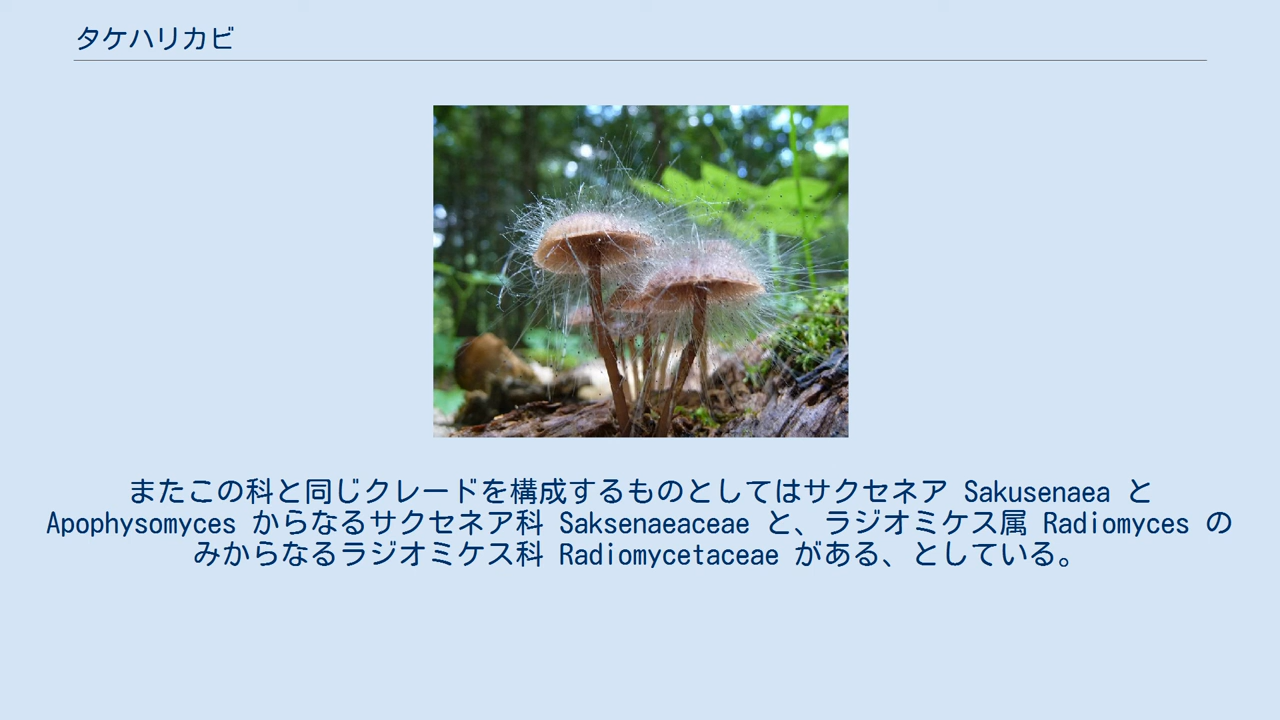 タケハリカビ
またこの科と同じクレードを構成するものとしてはサクセネア Sakusenaea と
Apophysomyces からなるサクセネア科 Saksenaeaceae と、ラジオミケス属 Radiomyces の
みからなるラジオミケス科 Radiomycetaceae がある、としている。